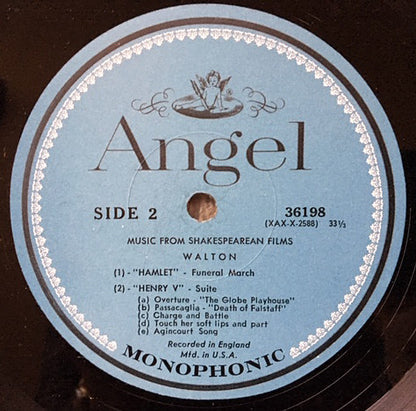 Angel
SIDE 2 36198
(XAX-X-2588) 33⅓
MUSIC FROM SHAKESPEAREAN FILMS
WALTON
(1)- "HAMLET" - Funeral March
(2)- "HENRY V" - Suite
(a) Overture - "The Globe Playhouse"
(b) Passacaglia - "Death of Falstaff"
(c) Charge and Battle
(d) Touch her soft lips and part
(e) Agincourt Song
Recorded in England
Mfd. in U.S.A.
MONOPHONIC